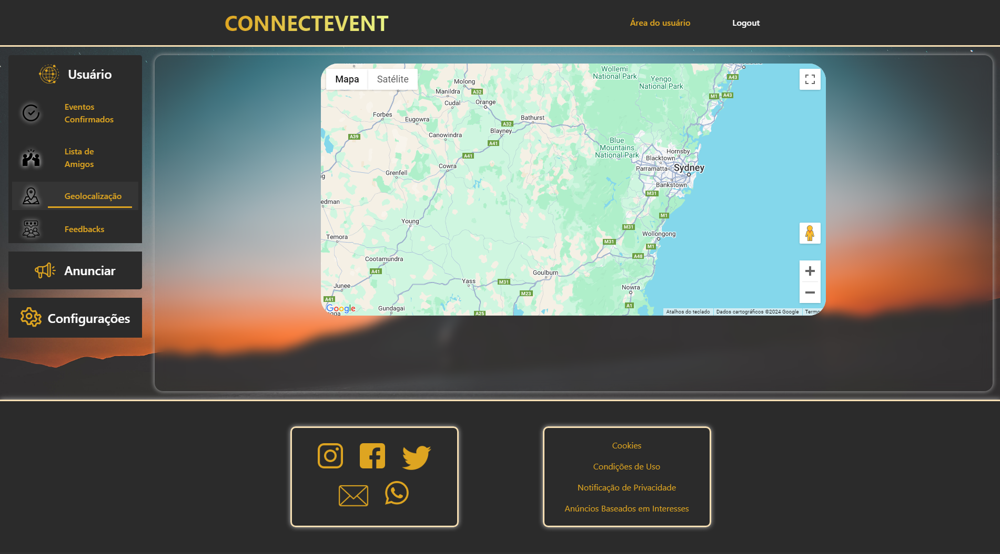 CONNECTEVENT
Área do usuário
Logout
Usuário
Eventos
Confirmados
Lista de
Amigos
Geolocalização
Feedbacks
Anunciar
Configurações
Mapa
Satélite
Wollemi
National Park
Yengo
National Park
A43
Molong
Manildra
A32
M1
A43
Cudal
Orange
Forbes
Eugowra
Bathurst
A32
Blayney
Canowindra
A39
A41
Blue
Mountains
National Park
Hornsby
A41
Blacktown
Cowra
Parramatta
Sydney
Grenfell
Bankstown
M31
edman
M1
Young
M31
Wollongong
Temora
M31
M1
A48
Cootamundra
A41
Goulburn
Yass
M31
Junee
Nowra
M23
A41
A1
Google
Gundagai
gga
A25
Atalhos do teclado
Dados cartográficos ©2024 Google
Termo
Cookies
Condições de Uso
Notificação de Privacidade
Anúncios Baseados em Interesses